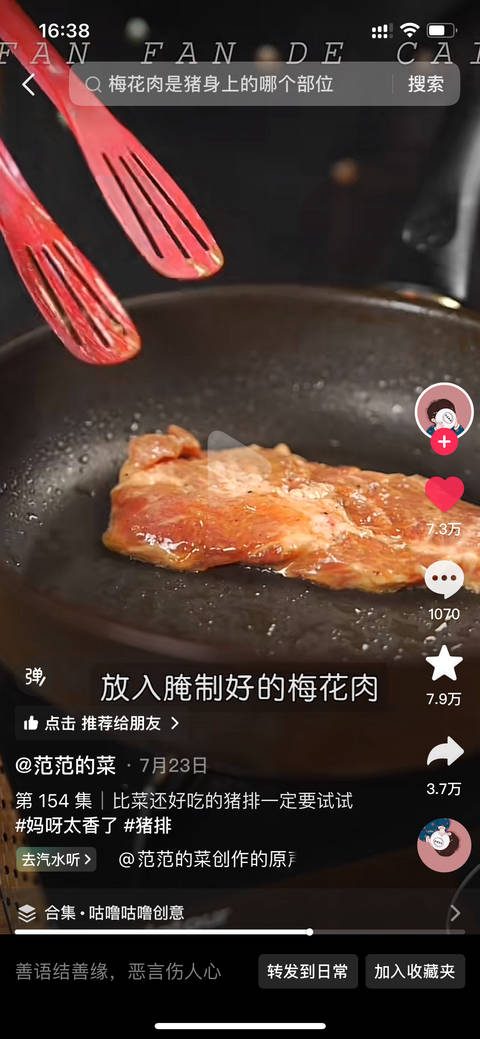 16:38
FAN FAN DE CAI
梅花肉是猪身上的哪个部位 搜索
7.3万
1070
7.9万
3.7万
弹
放入腌制好的梅花肉
点击 推荐给朋友
@范范的菜 · 7月23日
第 154 集｜比菜还好吃的猪排一定要试试
#妈呀太香了 #猪排
去汽水听 @范范的菜创作的原声
合集·咕噜咕噜创意
善语结善缘，恶言伤人心 转发到日常 加入收藏夹